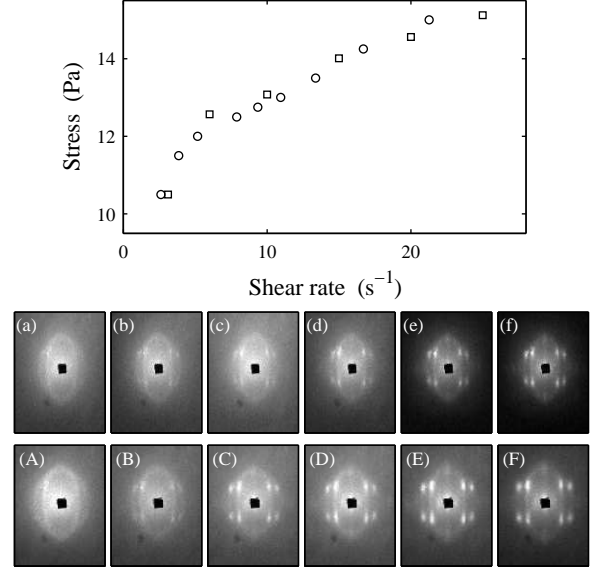 14
12
10
Stress (Pa)
0 10 20
Shear rate (s⁻¹)
(a) (b) (c) (d) (e) (f)
(A) (B) (C) (D) (E) (F)